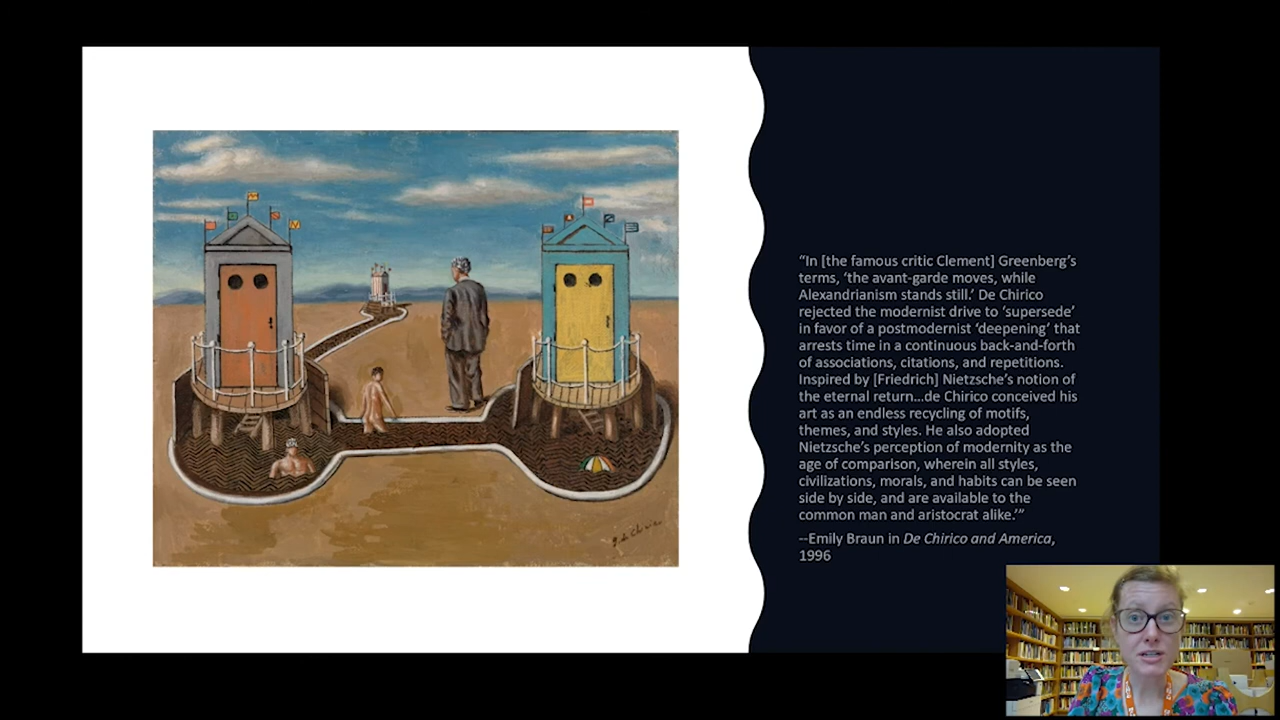 “In [the famous critic Clement] Greenberg’s
terms, ‘the avant-garde moves, while
Alexandrianism stands still.’ De Chirico
rejected the modernist drive to ‘supersede’
in favor of a postmodernist ‘deepening’ that
arrests time in a continuous back-and-forth
of associations, citations, and repetitions.
Inspired by [Friedrich] Nietzsche’s notion of
the eternal return…de Chirico conceived his
art as an endless recycling of motifs,
themes, and styles. He also adopted
Nietzsche’s perception of modernity as the
age of comparison, wherein all styles,
civilizations, morals, and habits can be seen
side by side, and are available to the
common man and aristocrat alike.’”
--Emily Braun in De Chirico and America,
1996
g. de Chirico